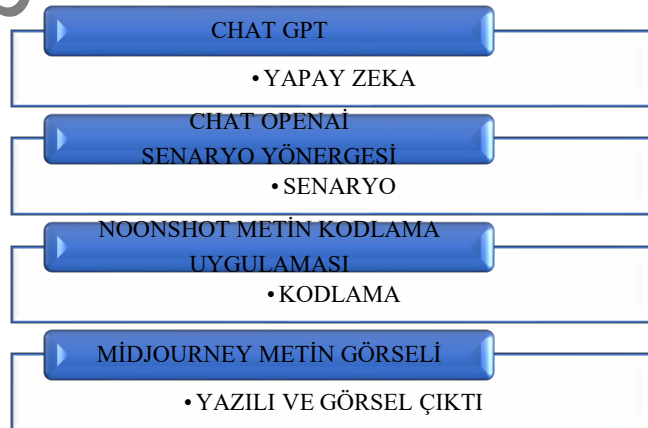 CHAT GPT
• YAPAY ZEKA
CHAT OPENAİ
SENARYO YÖNERGESİ
• SENARYO
NOONSHOT METİN KODLAMA
UYGULAMASI
• KODLAMA
MİDJOURNEY METİN GÖRSELİ
• YAZILI VE GÖRSEL ÇIKTI